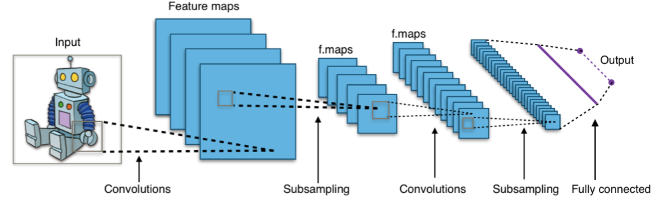 Feature maps
Input
f.maps
f.maps
Output
Convolutions
Subsampling
Convolutions
Subsampling
Fully connected